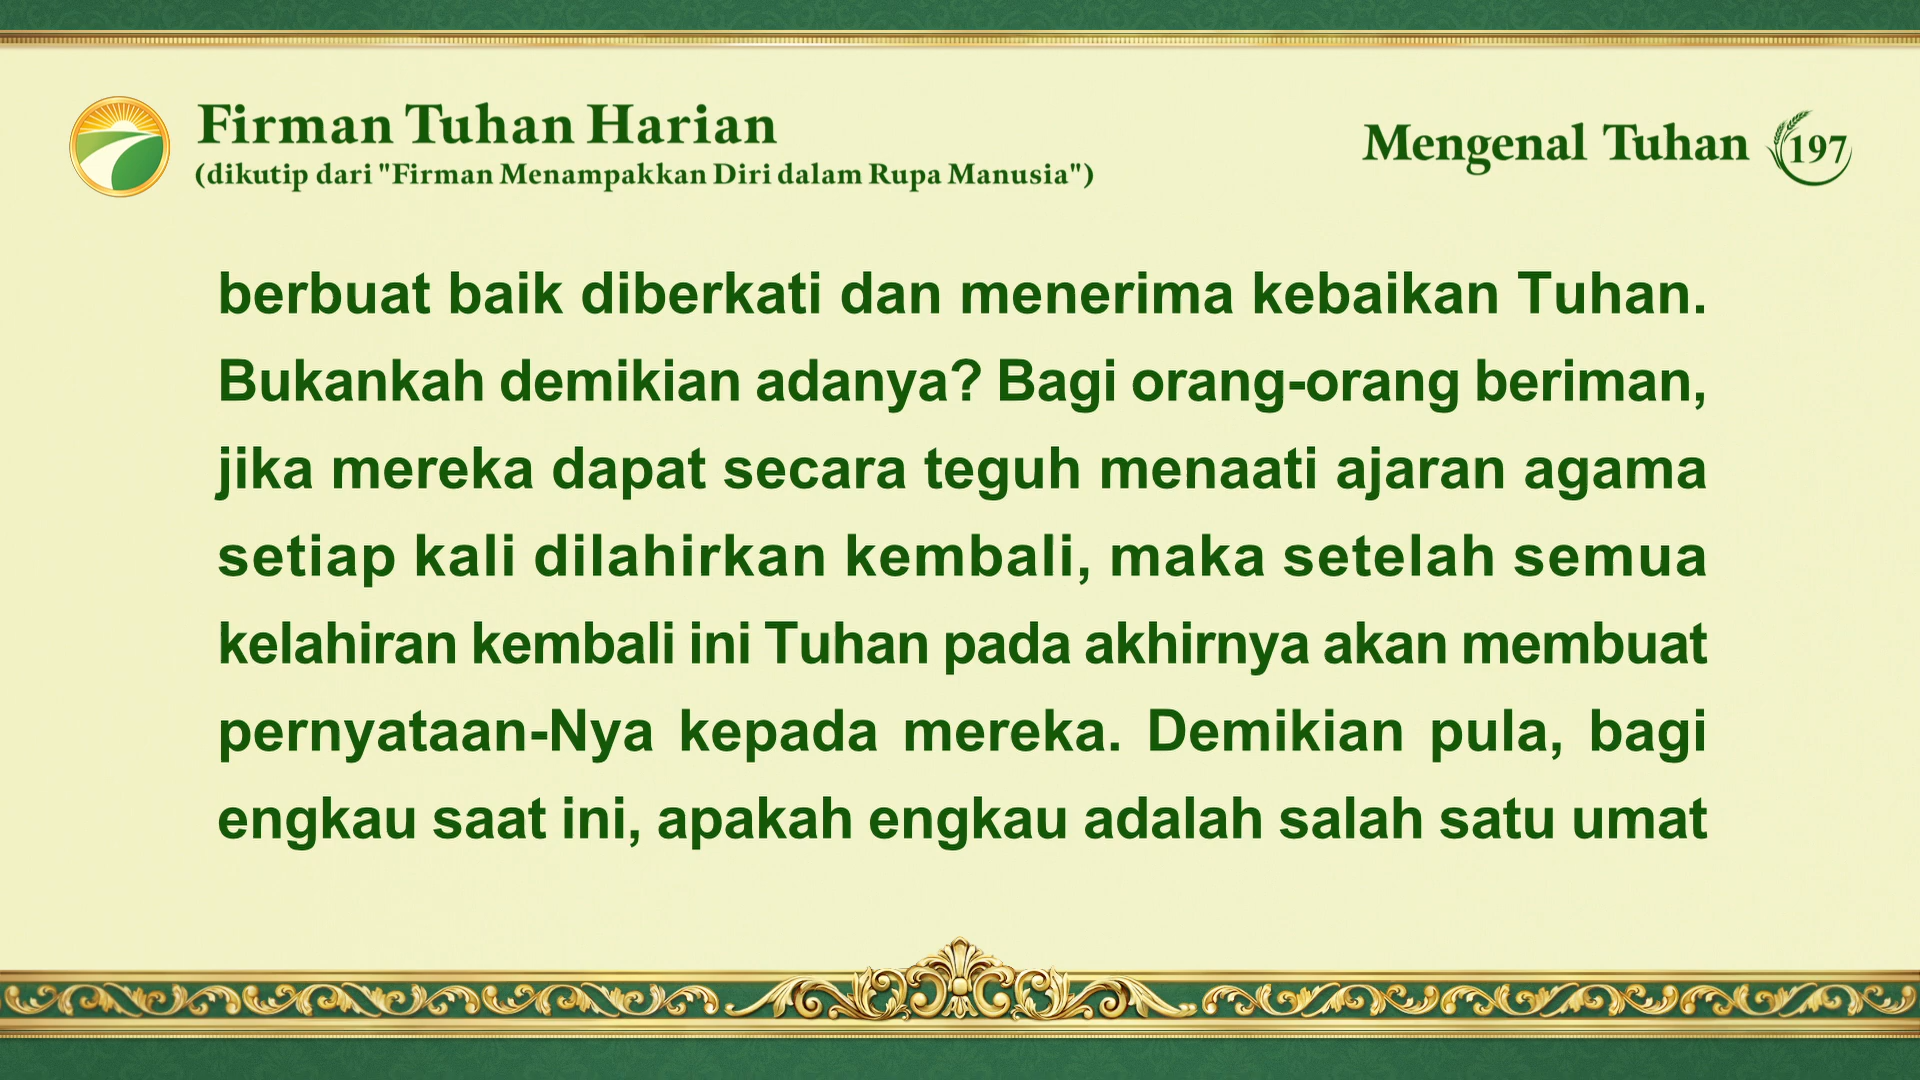 Firman Tuhan Harian
(dikutip dari "Firman Menampakkan Diri dalam Rupa Manusia")
Mengenal Tuhan 197
berbuat baik diberkati dan menerima kebaikan Tuhan.
Bukankah demikian adanya? Bagi orang-orang beriman,
jika mereka dapat secara teguh menaati ajaran agama
setiap kali dilahirkan kembali, maka setelah semua
kelahiran kembali ini Tuhan pada akhirnya akan membuat
pernyataan-Nya kepada mereka. Demikian pula, bagi
engkau saat ini, apakah engkau adalah salah satu umat